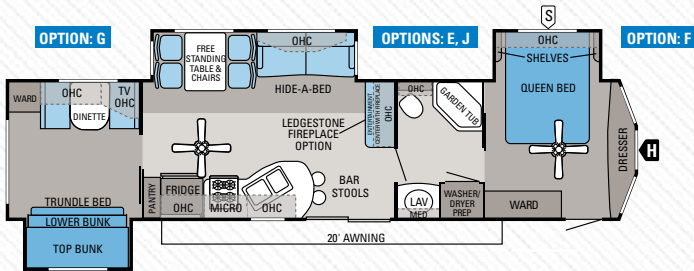 S
OPTION: G
OPTIONS: E, J
OPTION: F
FREE
STANDING
TABLE &
CHAIRS
OHC
HIDE-A-BED
OHC
SHELVES
QUEEN BED
WARD
OHC
TV
OHC
DINETTE
LEDGESTONE
FIREPLACE
OPTION
ENTERTAINMENT
CENTER WITH FIREPLACE
OHC
OHC
GARDEN TUB
DRESSER
H
TRUNDLE BED
LOWER BUNK
TOP BUNK
PANTRY
FRIDGE
OHC
MICRO
OHC
BAR
STOOLS
LAV
MED
WASHER/
DRYER
PREP
WARD
20' AWNING